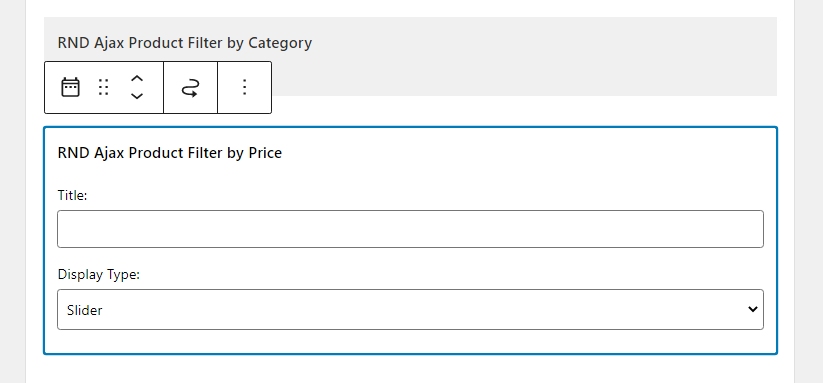 RND Ajax Product Filter by Category
RND Ajax Product Filter by Price
Title:
Display Type:
Slider